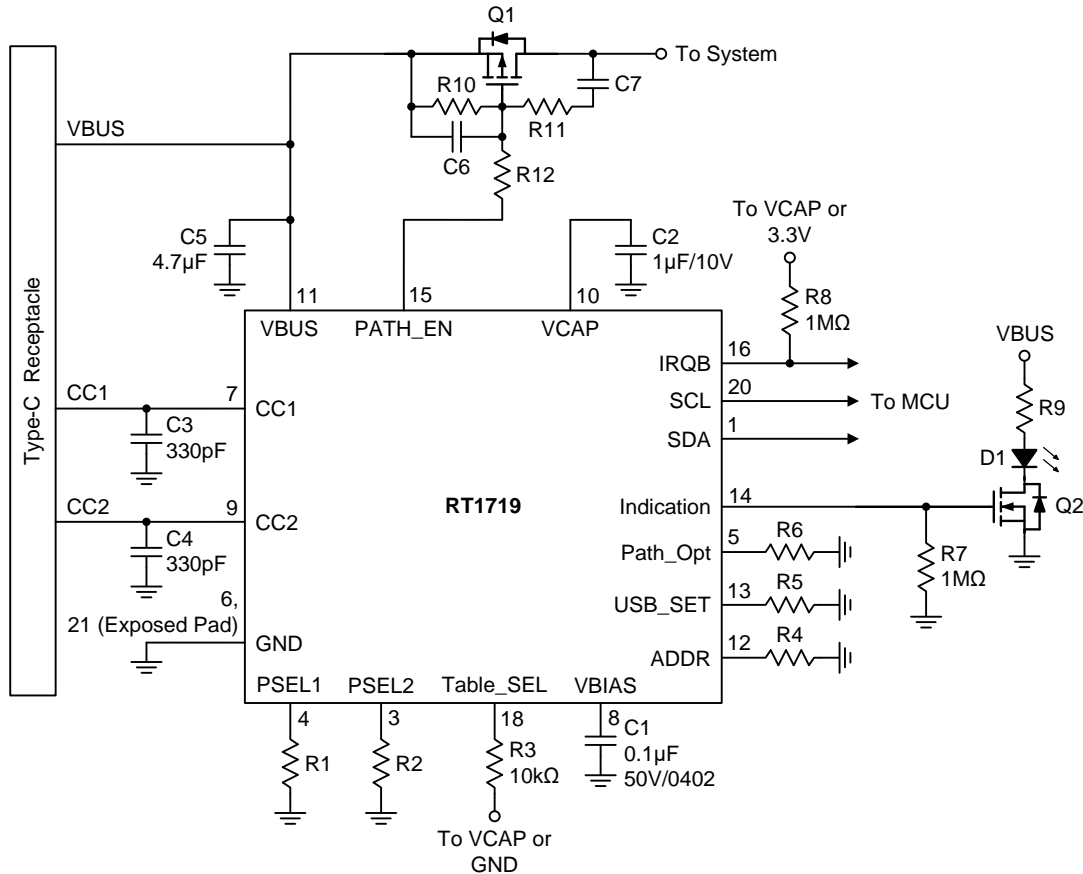 Q1
To System
C7
R10
R11
C6
R12
VBUS
C5
4.7µF
C2
1µF/10V
To VCAP or
3.3V
R8
1MΩ
11
15
10
VBUS
PATH_EN
VCAP
Type-C Receptacle
CC1
7
CC1
C3
330pF
CC2
9
CC2
C4
330pF
6,
21 (Exposed Pad)
GND
RT1719
IRQB
16
SCL
20
To MCU
SDA
1
VBUS
R9
D1
Q2
Indication
14
R7
1MΩ
Path_Opt
5
R6
USB_SET
13
R5
ADDR
12
R4
PSEL1
PSEL2
Table_SEL
VBIAS
4
3
18
8
R1
R2
R3
10kΩ
C1
0.1µF
50V/0402
To VCAP or
GND